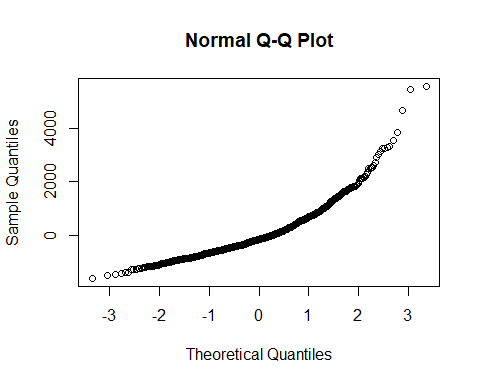 Normal Q-Q Plot
Sample Quantiles
4000
2000
0
-3 -2 -1 0 1 2 3
Theoretical Quantiles